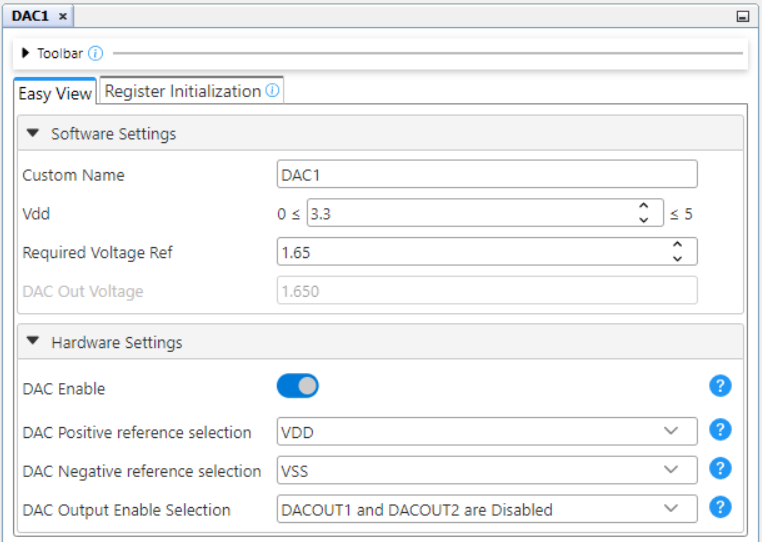 DAC1 ×
Toolbar
Easy View
Register Initialization
Software Settings
Custom Name DAC1
Vdd 0 ≤ 3.3 ≤ 5
Required Voltage Ref 1.65
DAC Out Voltage 1.650
Hardware Settings
DAC Enable ?
DAC Positive reference selection VDD ?
DAC Negative reference selection VSS ?
DAC Output Enable Selection DACOUT1 and DACOUT2 are Disabled ?